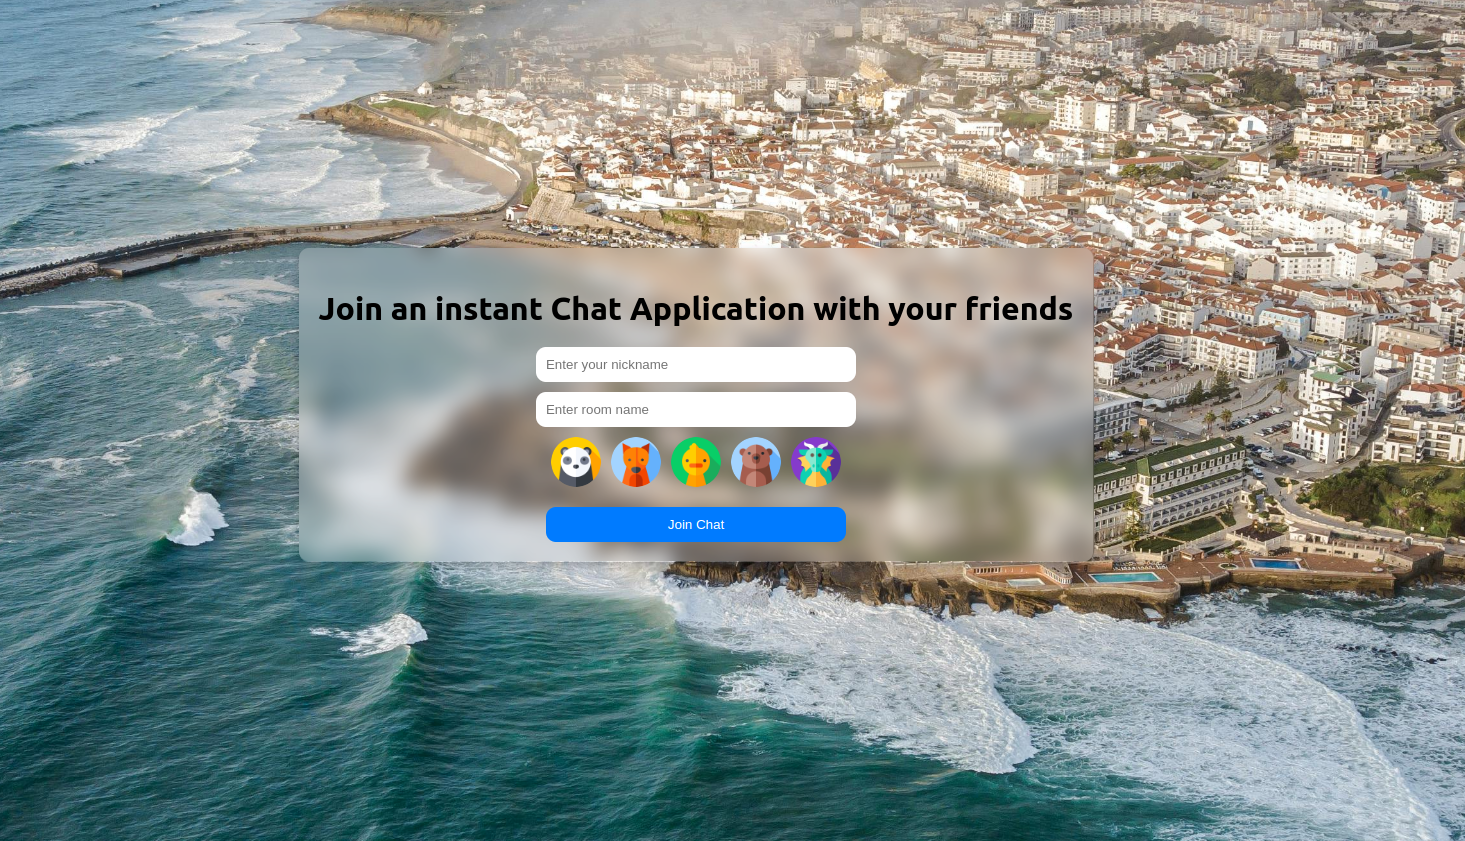 Join an instant Chat Application with your friends
Enter your nickname
Enter room name
Join Chat